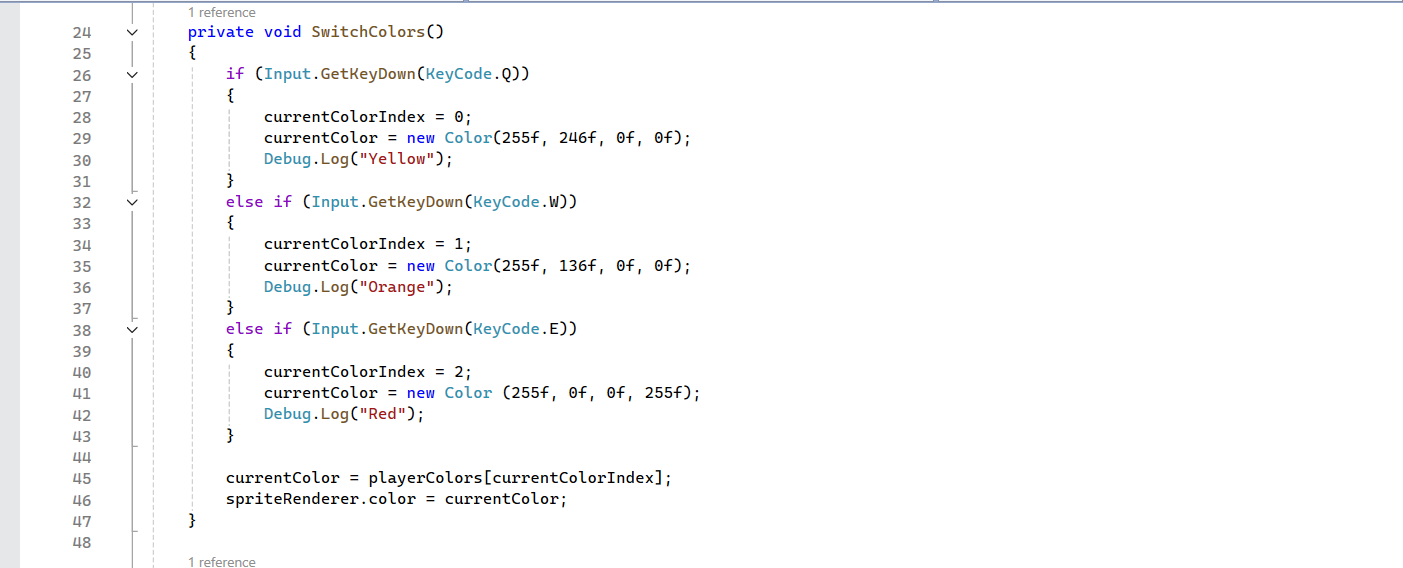 1 reference
24 private void SwitchColors()
25 {
26 if (Input.GetKeyDown(KeyCode.Q))
27 {
28 currentColorIndex = 0;
29 currentColor = new Color(255f, 246f, 0f, 0f);
30 Debug.Log("Yellow");
31 }
32 else if (Input.GetKeyDown(KeyCode.W))
33 {
34 currentColorIndex = 1;
35 currentColor = new Color(255f, 136f, 0f, 0f);
36 Debug.Log("Orange");
37 }
38 else if (Input.GetKeyDown(KeyCode.E))
39 {
40 currentColorIndex = 2;
41 currentColor = new Color (255f, 0f, 0f, 255f);
42 Debug.Log("Red");
43 }
44
45 currentColor = playerColors[currentColorIndex];
46 spriteRenderer.color = currentColor;
47 }
48
1 reference